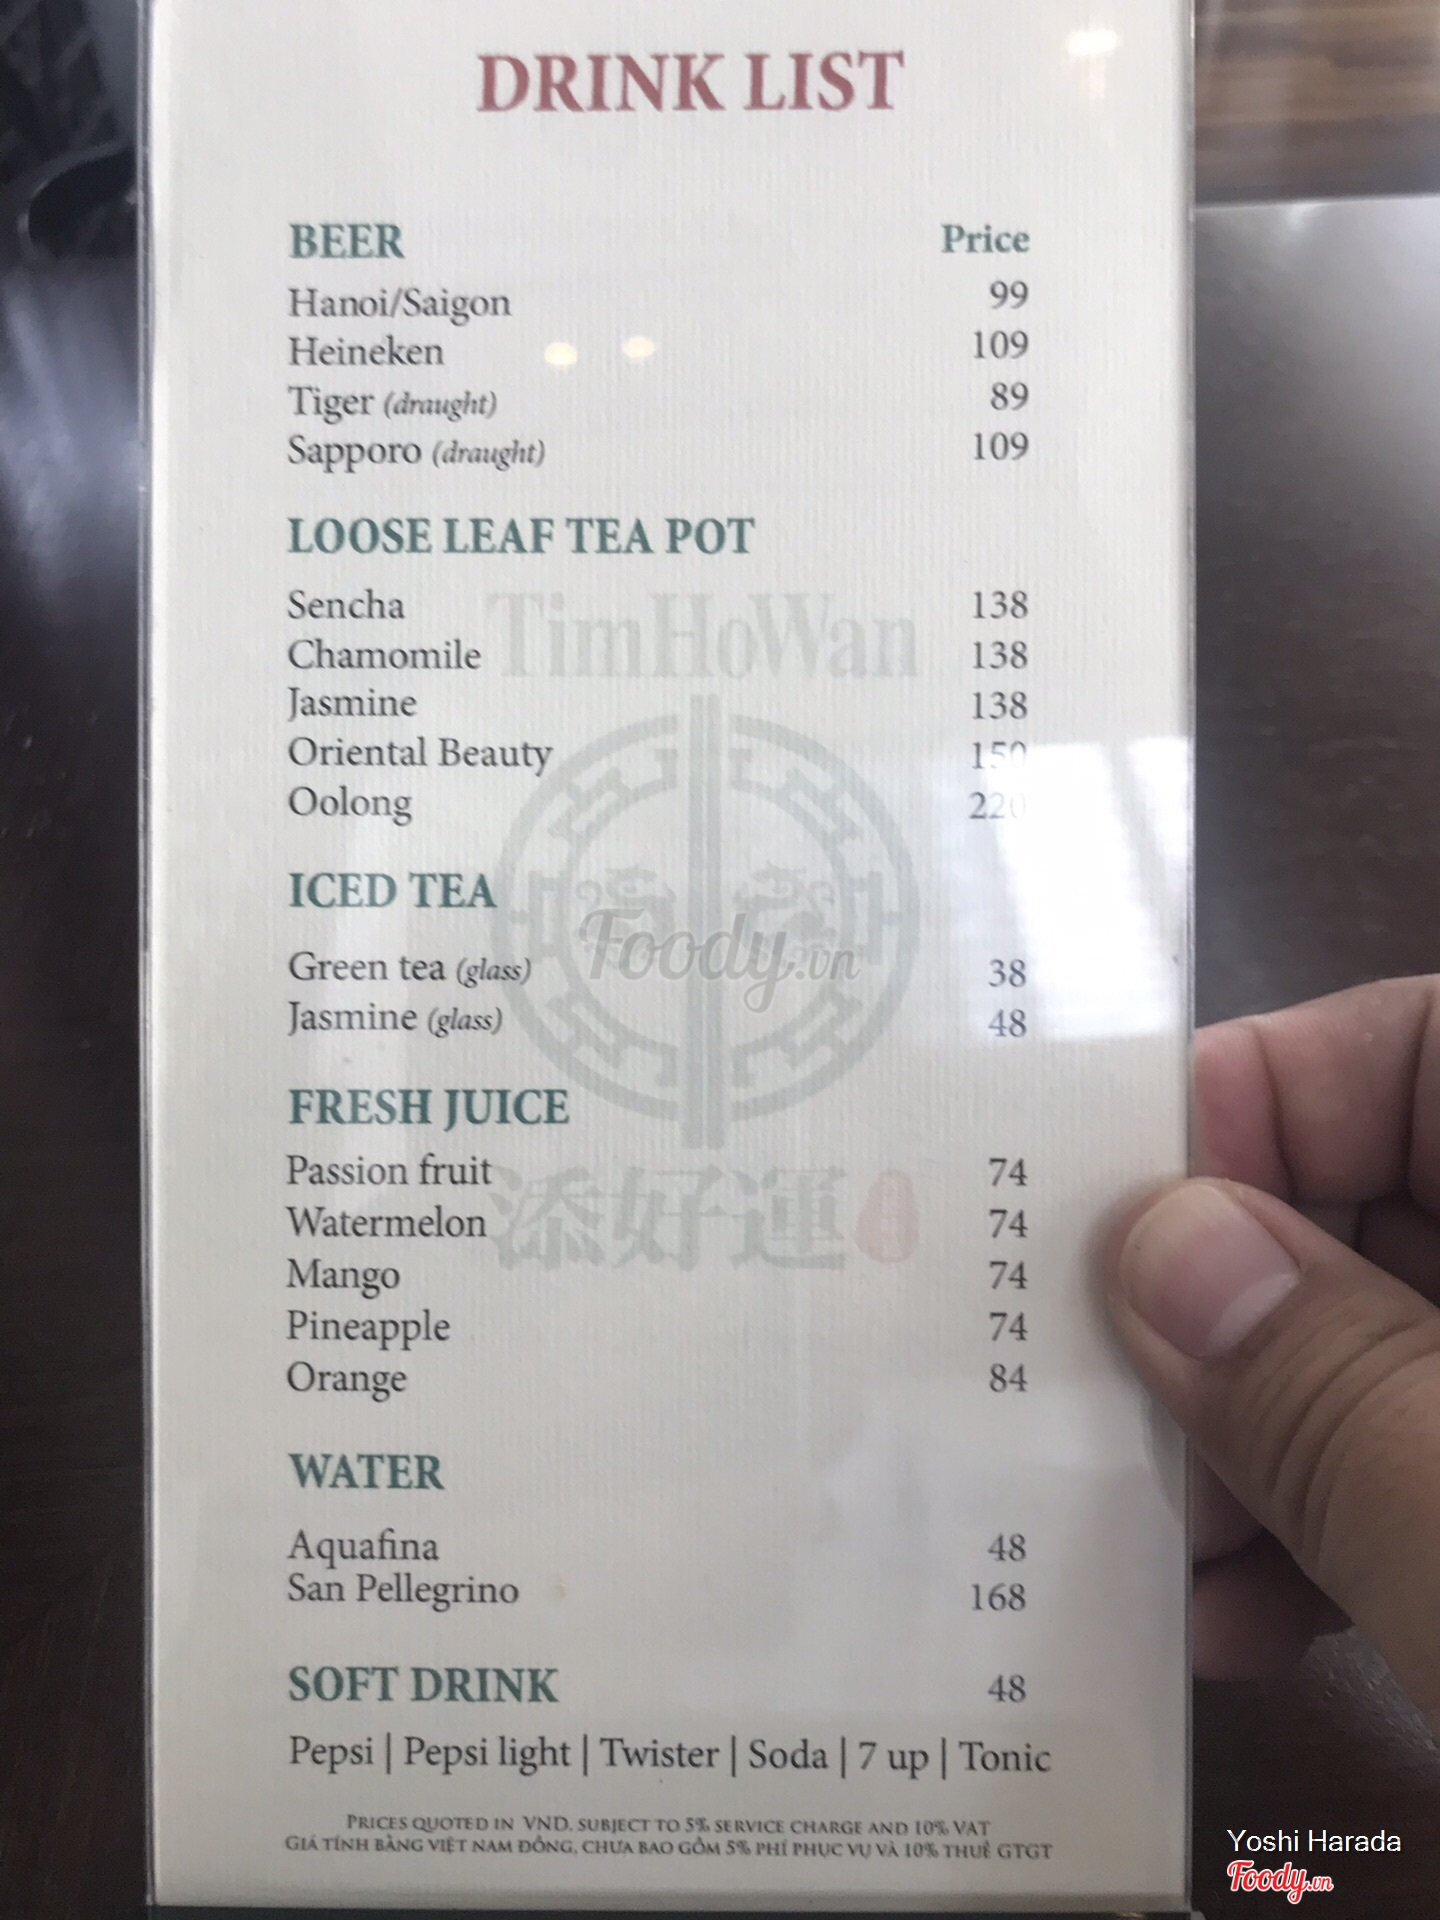 DRINK LIST
BEER Price
Hanoi/Saigon 99
Heineken 109
Tiger (draught) 89
Sapporo (draught) 109
LOOSE LEAF TEA POT
TimHoWan
Sencha 138
Chamomile 138
Jasmine 138
Oriental Beauty 150
Oolong 220
ICED TEA
Foody.vn
Green tea (glass) 38
Jasmine (glass) 48
FRESH JUICE
Passion fruit 74
添好運
Watermelon 74
Mango 74
Pineapple 74
Orange 84
WATER
Aquafina 48
San Pellegrino 168
SOFT DRINK 48
Pepsi | Pepsi light | Twister | Soda | 7 up | Tonic
PRICES QUOTED IN VND. SUBJECT TO 5% SERVICE CHARGE AND 10% VAT
GIÁ TÍNH BẰNG VIỆT NAM ĐỒNG, CHƯA BAO GỒM 5% PHÍ PHỤC VỤ VÀ 10% THUẾ GTGT
Yoshi Harada
Foody.vn